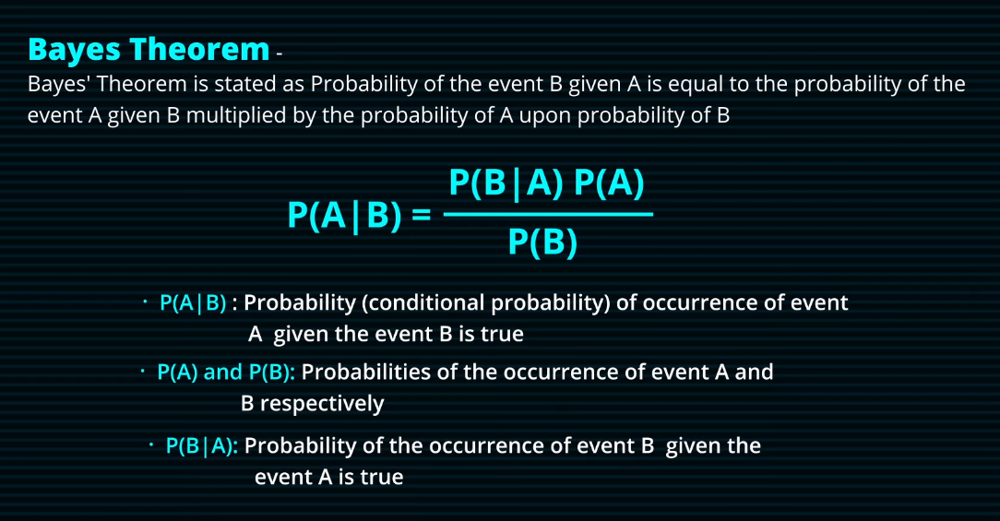 Bayes Theorem -
Bayes' Theorem is stated as Probability of the event B given A is equal to the probability of the
event A given B multiplied by the probability of A upon probability of B
P(B|A) P(A)
P(A|B) =
P(B)
· P(A|B) : Probability (conditional probability) of occurrence of event
A given the event B is true
· P(A) and P(B): Probabilities of the occurrence of event A and
B respectively
· P(B|A): Probability of the occurrence of event B given the
event A is true